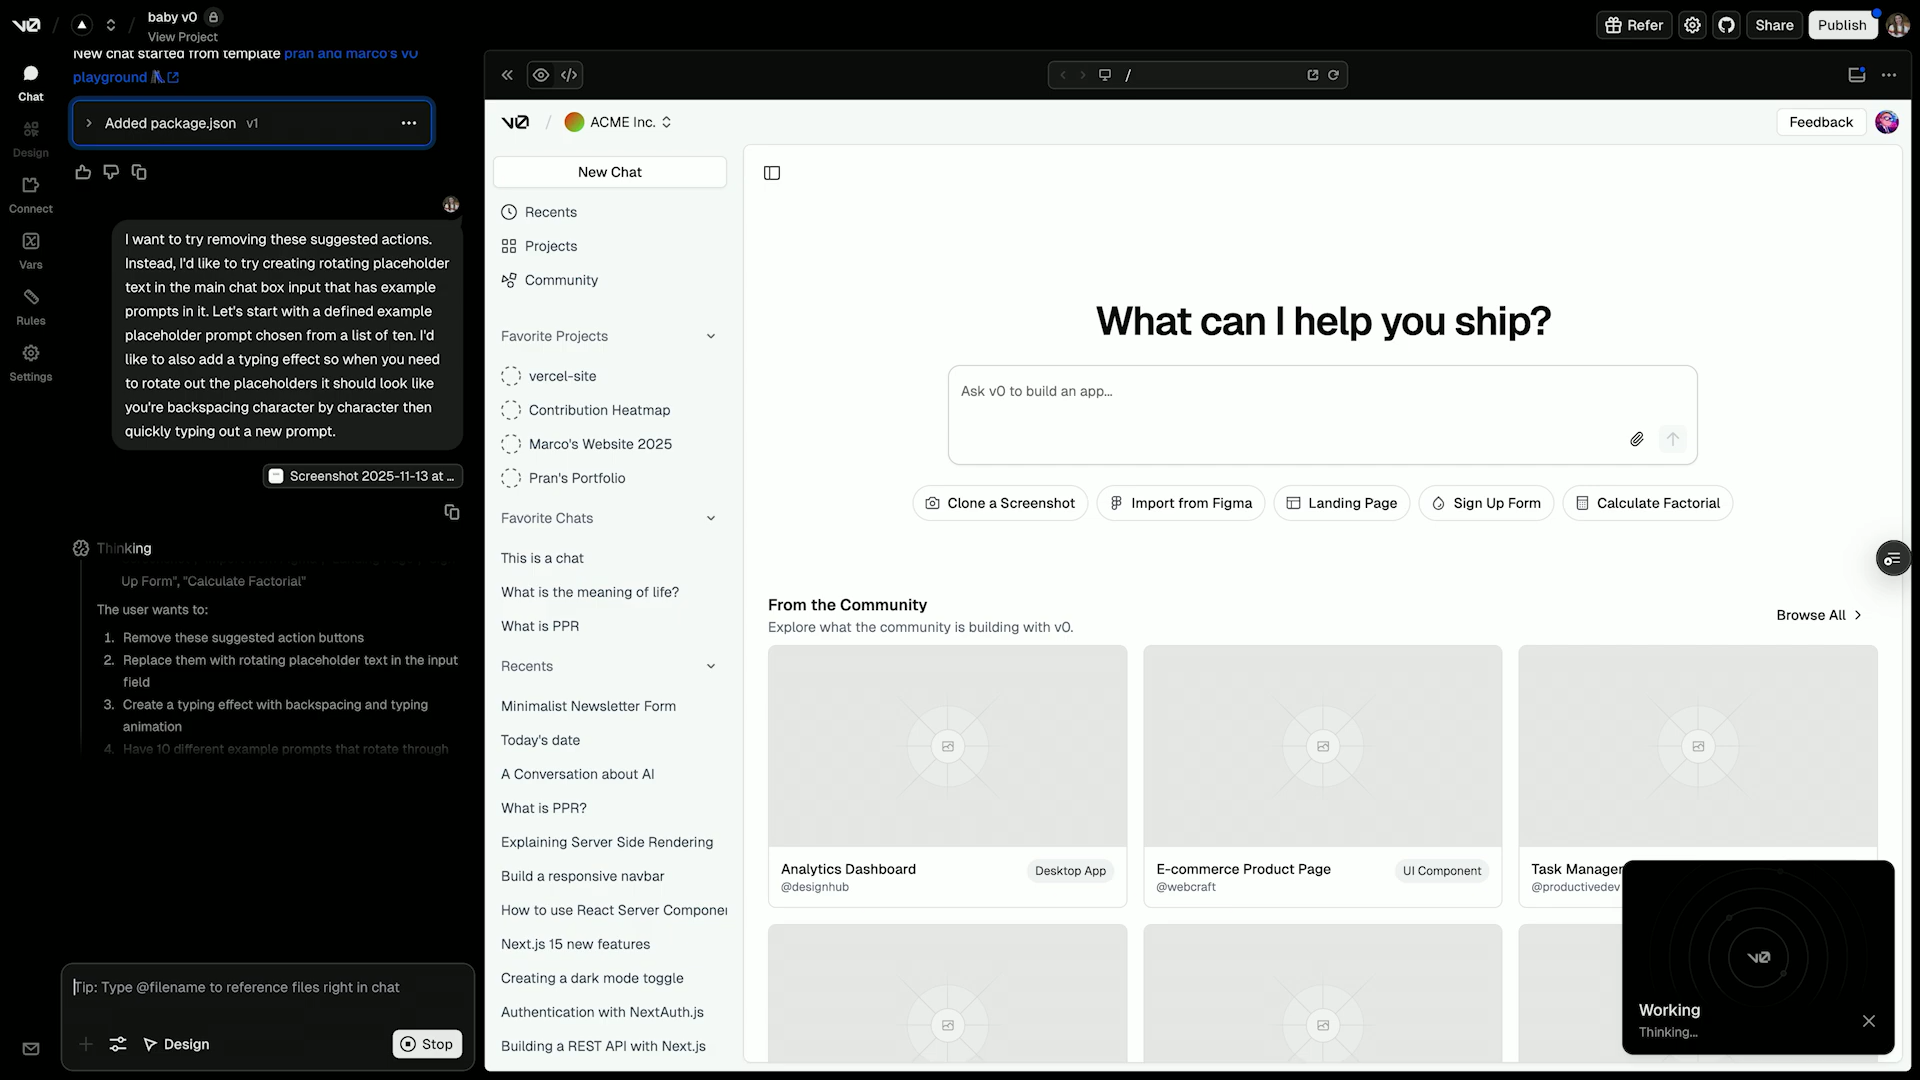 v0
baby v0
View Project
Refer
Share
Publish
New chat started from template pran and marco's v0
playground
Added package.json v1
Chat
Design
Connect
Vars
Rules
Settings
I want to try removing these suggested actions.
Instead, I'd like to try creating rotating placeholder
text in the main chat box input that has example
prompts in it. Let's start with a defined example
placeholder prompt chosen from a list of ten. I'd
like to also add a typing effect so when you need
to rotate out the placeholders it should look like
you're backspacing character by character then
quickly typing out a new prompt.
Screenshot 2025-11-13 at ...
Thinking
Up Form", "Calculate Factorial"
The user wants to:
1. Remove these suggested action buttons
2. Replace them with rotating placeholder text in the input
field
3. Create a typing effect with backspacing and typing
animation
4. Have 10 different example prompts that rotate through
Tip: Type @filename to reference files right in chat
Design
Stop
/
v0
ACME Inc.
Feedback
New Chat
Recents
Projects
Community
Favorite Projects
vercel-site
Contribution Heatmap
Marco's Website 2025
Pran's Portfolio
Favorite Chats
This is a chat
What is the meaning of life?
What is PPR
Recents
Minimalist Newsletter Form
Today's date
A Conversation about AI
What is PPR?
Explaining Server Side Rendering
Build a responsive navbar
How to use React Server Componen
Next.js 15 new features
Creating a dark mode toggle
Authentication with NextAuth.js
Building a REST API with Next.js
What can I help you ship?
Ask v0 to build an app...
Clone a Screenshot
Import from Figma
Landing Page
Sign Up Form
Calculate Factorial
From the Community
Explore what the community is building with v0.
Browse All
Analytics Dashboard
@designhub
Desktop App
E-commerce Product Page
@webcraft
UI Component
Task Manager
@productivedev
v0
Working
Thinking...